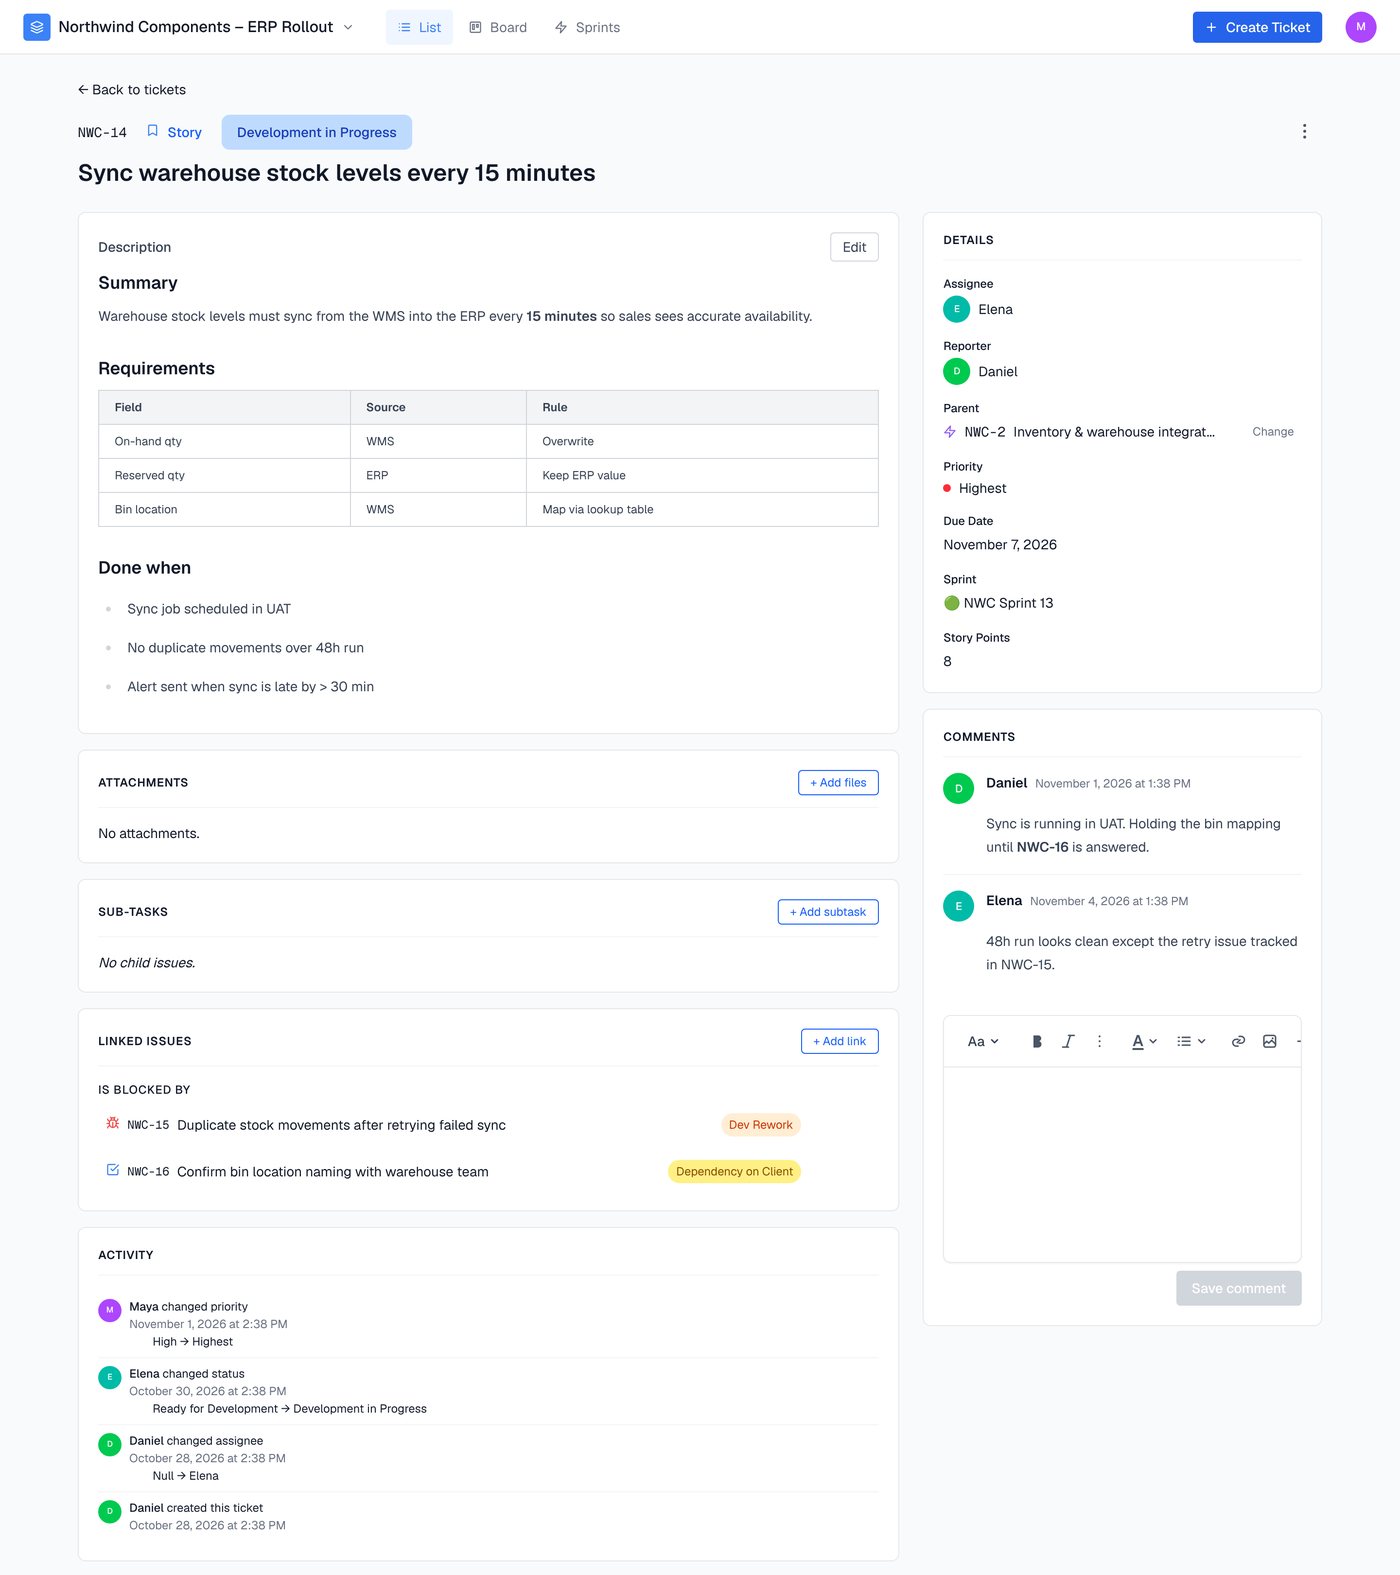 Northwind Components – ERP Rollout
List
Board
Sprints
+ Create Ticket
M
← Back to tickets
NWC-14
Story
Development in Progress
Sync warehouse stock levels every 15 minutes
Description
Edit
Summary
Warehouse stock levels must sync from the WMS into the ERP every 15 minutes so sales sees accurate availability.
Requirements
Field Source Rule
On-hand qty WMS Overwrite
Reserved qty ERP Keep ERP value
Bin location WMS Map via lookup table
Done when
Sync job scheduled in UAT
No duplicate movements over 48h run
Alert sent when sync is late by > 30 min
ATTACHMENTS
+ Add files
No attachments.
SUB-TASKS
+ Add subtask
No child issues.
LINKED ISSUES
+ Add link
IS BLOCKED BY
NWC-15 Duplicate stock movements after retrying failed sync Dev Rework
NWC-16 Confirm bin location naming with warehouse team Dependency on Client
ACTIVITY
M
Maya changed priority
November 1, 2026 at 2:38 PM
High → Highest
E
Elena changed status
October 30, 2026 at 2:38 PM
Ready for Development → Development in Progress
D
Daniel changed assignee
October 28, 2026 at 2:38 PM
Null → Elena
D
Daniel created this ticket
October 28, 2026 at 2:38 PM
DETAILS
Assignee
E Elena
Reporter
D Daniel
Parent
NWC-2 Inventory & warehouse integrat... Change
Priority
Highest
Due Date
November 7, 2026
Sprint
NWC Sprint 13
Story Points
8
COMMENTS
D Daniel November 1, 2026 at 1:38 PM
Sync is running in UAT. Holding the bin mapping
until NWC-16 is answered.
E Elena November 4, 2026 at 1:38 PM
48h run looks clean except the retry issue tracked
in NWC-15.
Aa B I A
Save comment